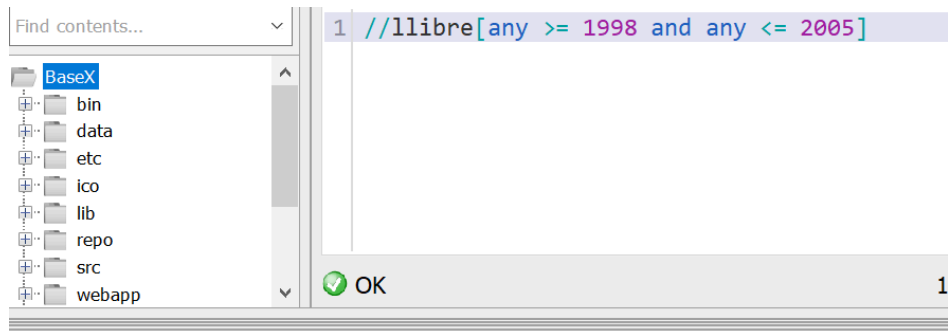 Find contents...
BaseX
bin
data
etc
ico
lib
repo
src
webapp
1 //llibre[any >= 1998 and any <= 2005]
OK
1